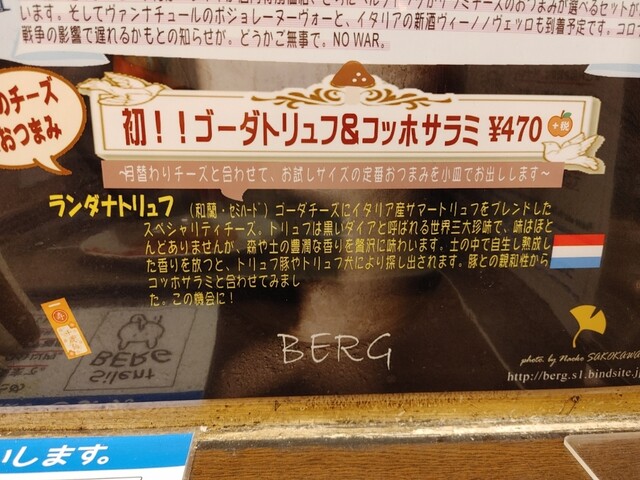 います。そしてヴァンナチュールのボジョレーヌーヴォーと、イタリアの新酒ヴィーノノヴェッロも到着予定です。コロナ
戦争の影響で遅れるかもとの知らせが。どうかご無事で。NO WAR。
のチーズ
おつまみ
初！！ゴーダトリュフ&コッホサラミ ¥470 +税
~月替わりチーズと合わせて、お試しサイズの定番おつまみを小皿でお出しします~
ランダナトリュフ (和蘭・セミハード) ゴーダチーズにイタリア産サマートリュフをブレンドした
スペシャリティチーズ。トリュフは黒いダイアと呼ばれる世界三大珍味で、味はほと
んどありませんが、森や土の豊潤な香りを贅沢に味わいます。土の中で自生し熟成し
た香りを放つと、トリュフ豚やトリュフ犬により探し出されます。豚との親和性から
コッホサラミと合わせてみまし
た。この機会に！
寿
BERG
photo. by Naoko SAKOKAWA
http://berg.s1.bindsite.j
BERG
Silent
いします。